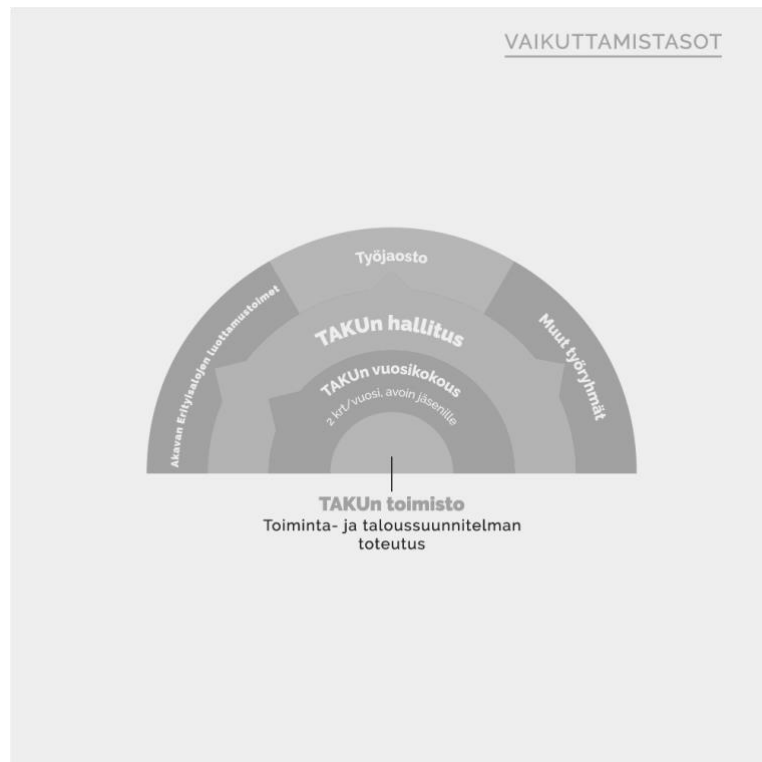 VAIKUTTAMISTASOT
Työjaosto
Akavan Erityisalojen luottamustoimet
Muut työryhmät
TAKUn hallitus
TAKUn vuosikokous
2 krt/vuosi, avoin jäsenille
TAKUn toimisto
Toiminta- ja taloussuunnitelman
toteutus